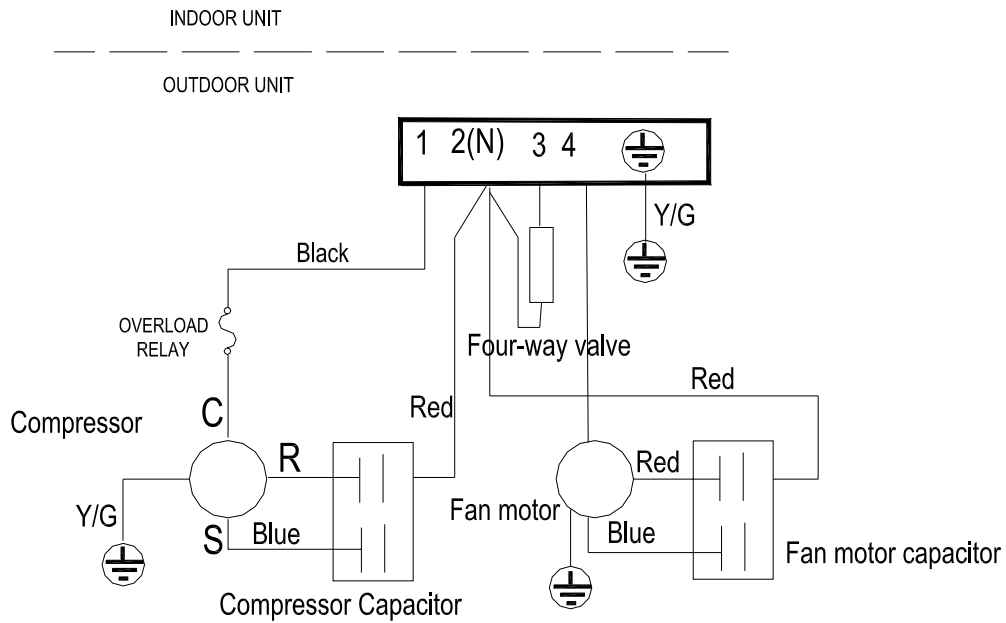 INDOOR UNIT
OUTDOOR UNIT
1 2(N) 3 4
Y/G
Black
OVERLOAD
RELAY
Four-way valve
Red
Red
C
Compressor
R
Red
Y/G
S
Blue
Fan motor
Blue
Fan motor capacitor
Compressor Capacitor